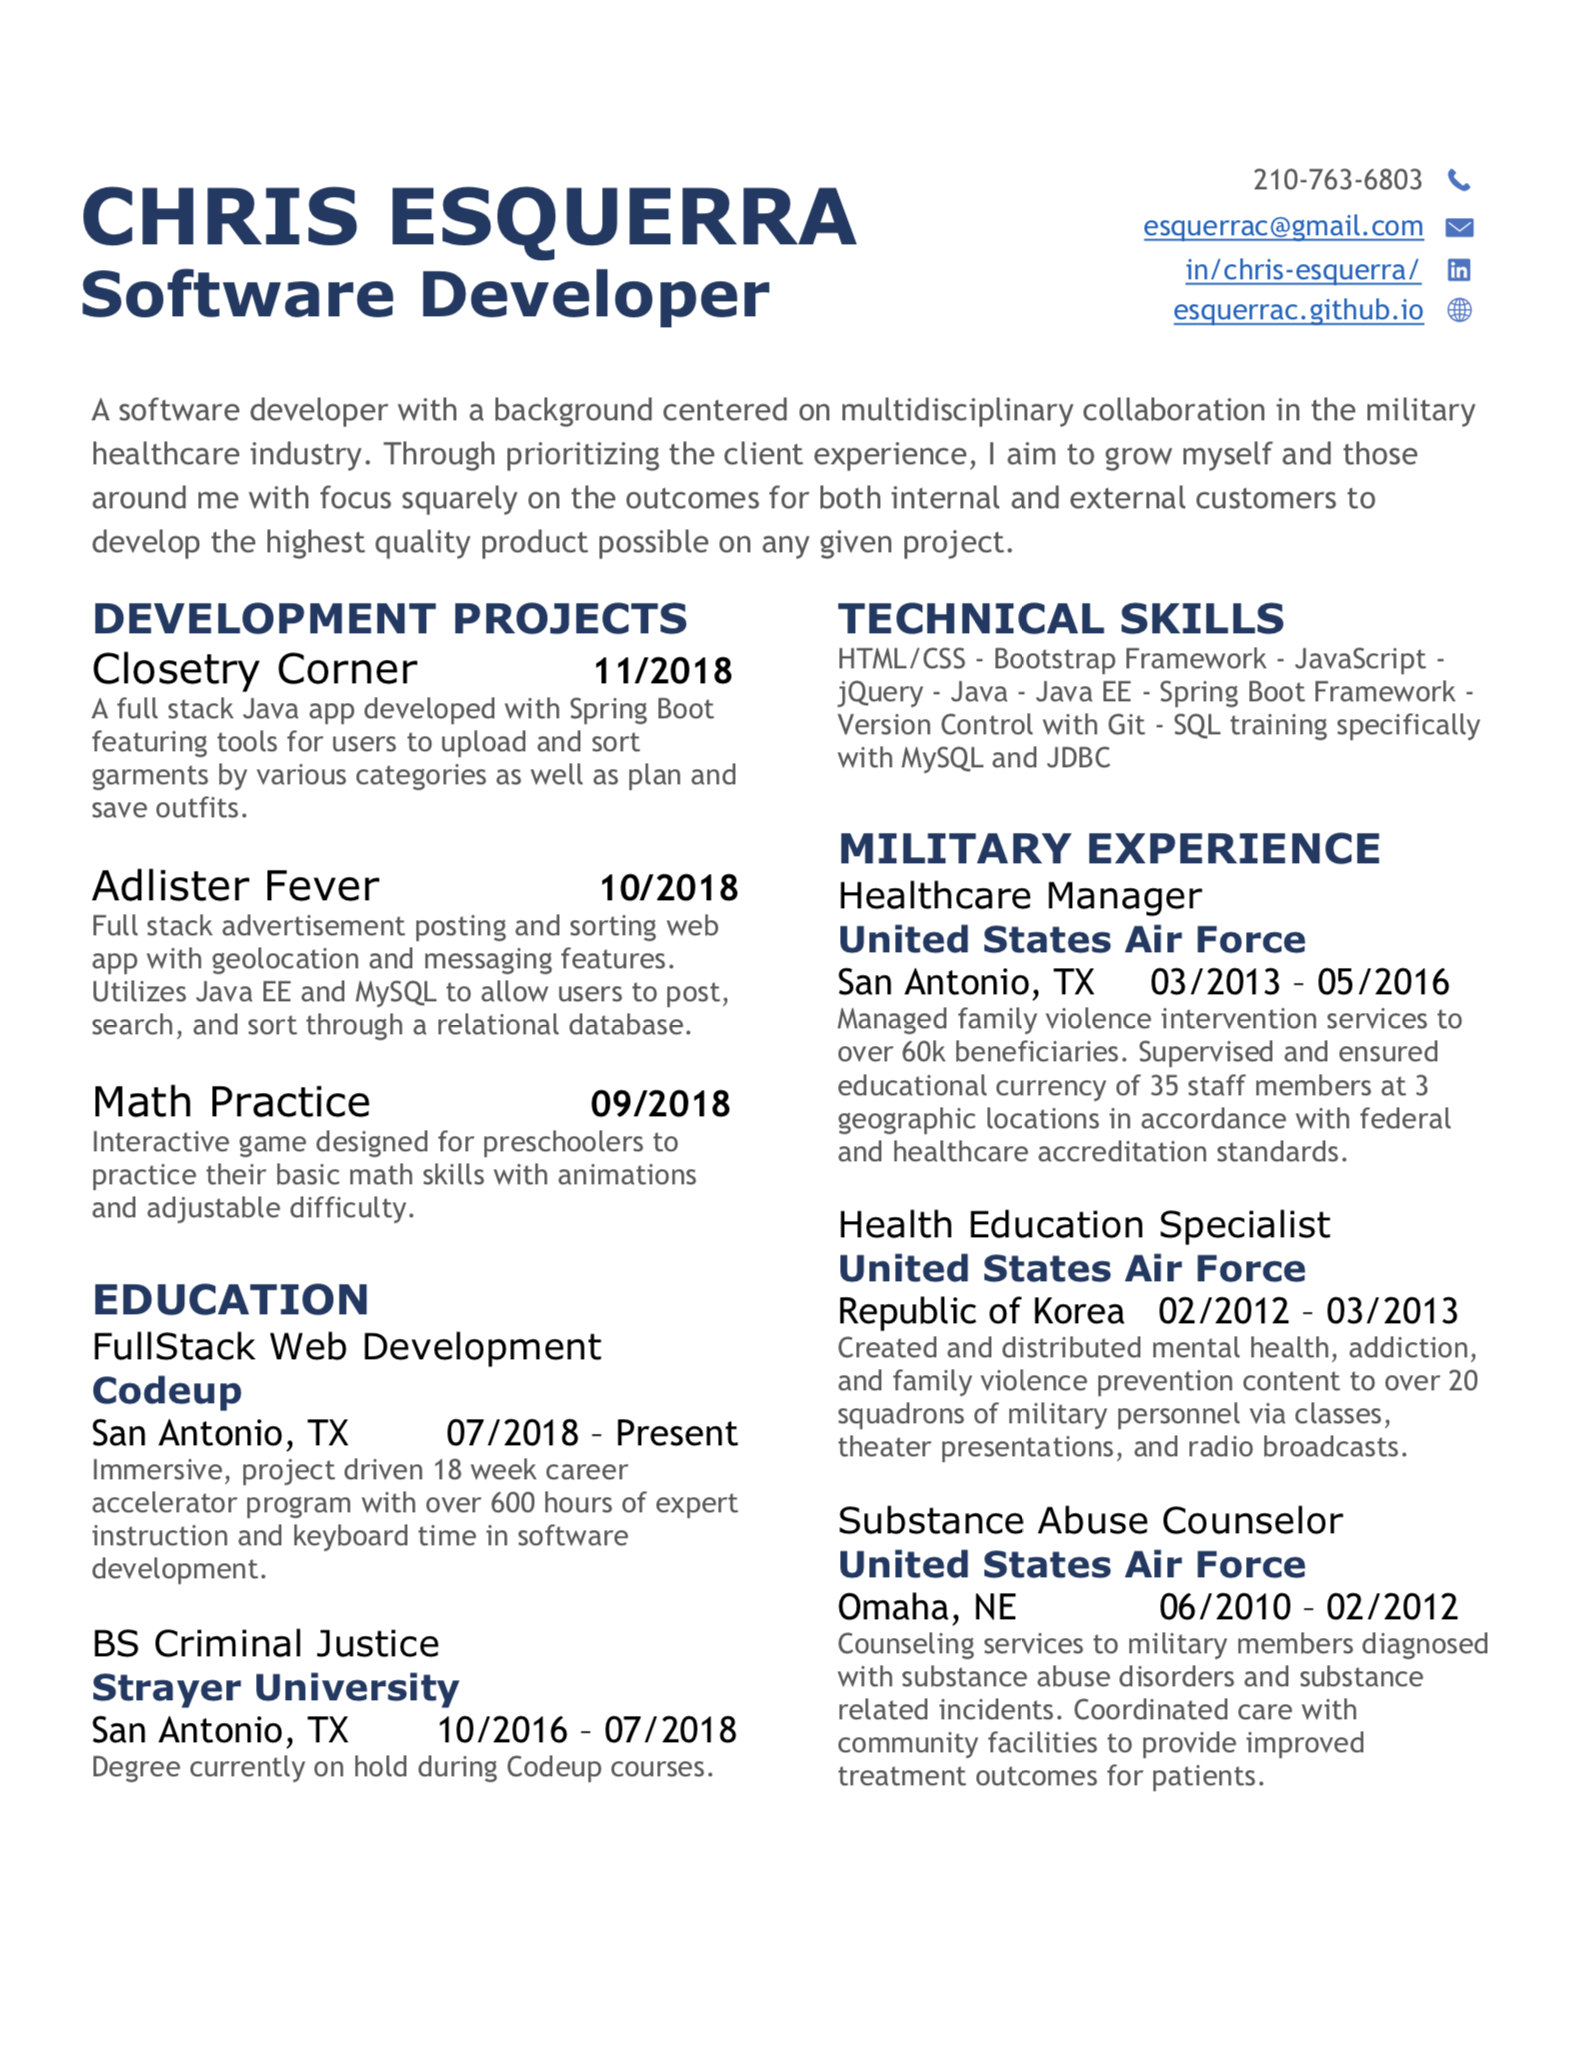 CHRIS ESQUERRA
Software Developer
210-763-6803
esquerrac@gmail.com
in/chris-esquerra/
esquerrac.github.io
A software developer with a background centered on multidisciplinary collaboration in the military
healthcare industry. Through prioritizing the client experience, I aim to grow myself and those
around me with focus squarely on the outcomes for both internal and external customers to
develop the highest quality product possible on any given project.
DEVELOPMENT PROJECTS
Closetry Corner 11/2018
A full stack Java app developed with Spring Boot
featuring tools for users to upload and sort
garments by various categories as well as plan and
save outfits.
Adlister Fever 10/2018
Full stack advertisement posting and sorting web
app with geolocation and messaging features.
Utilizes Java EE and MySQL to allow users to post,
search, and sort through a relational database.
Math Practice 09/2018
Interactive game designed for preschoolers to
practice their basic math skills with animations
and adjustable difficulty.
EDUCATION
FullStack Web Development
Codeup
San Antonio, TX 07/2018 – Present
Immersive, project driven 18 week career
accelerator program with over 600 hours of expert
instruction and keyboard time in software
development.
BS Criminal Justice
Strayer University
San Antonio, TX 10/2016 – 07/2018
Degree currently on hold during Codeup courses.
TECHNICAL SKILLS
HTML/CSS - Bootstrap Framework - JavaScript -
jQuery - Java - Java EE - Spring Boot Framework -
Version Control with Git - SQL training specifically
with MySQL and JDBC
MILITARY EXPERIENCE
Healthcare Manager
United States Air Force
San Antonio, TX 03/2013 – 05/2016
Managed family violence intervention services to
over 60k beneficiaries. Supervised and ensured
educational currency of 35 staff members at 3
geographic locations in accordance with federal
and healthcare accreditation standards.
Health Education Specialist
United States Air Force
Republic of Korea 02/2012 – 03/2013
Created and distributed mental health, addiction,
and family violence prevention content to over 20
squadrons of military personnel via classes,
theater presentations, and radio broadcasts.
Substance Abuse Counselor
United States Air Force
Omaha, NE 06/2010 – 02/2012
Counseling services to military members diagnosed
with substance abuse disorders and substance
related incidents. Coordinated care with
community facilities to provide improved
treatment outcomes for patients.